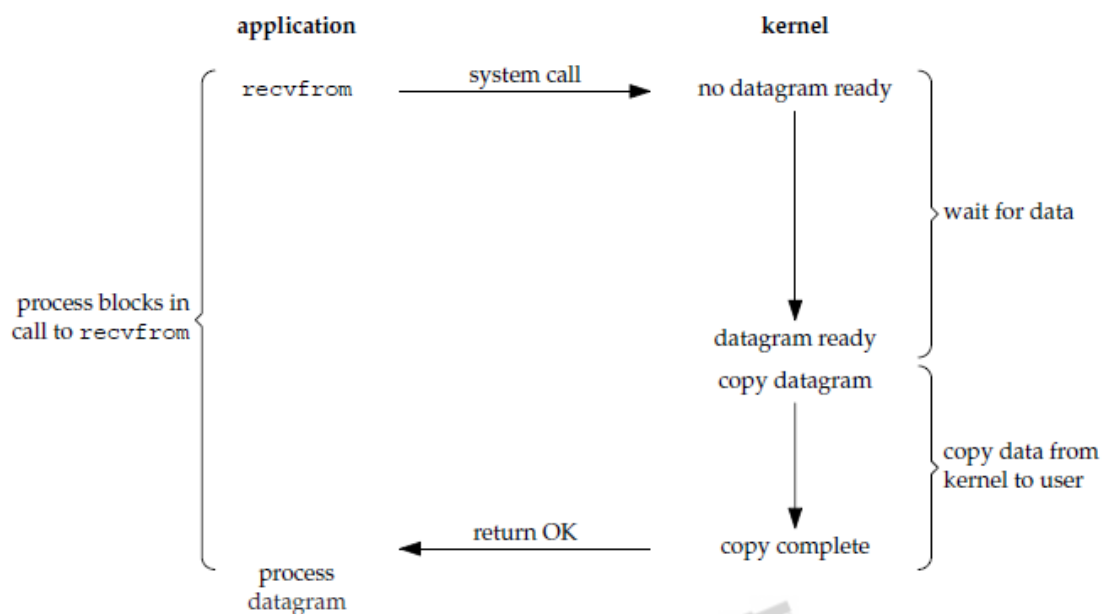 application
kernel
system call
recvfrom
no datagram ready
wait for data
process blocks in
call to recvfrom
datagram ready
copy datagram
copy data from
kernel to user
return OK
copy complete
process
datagram